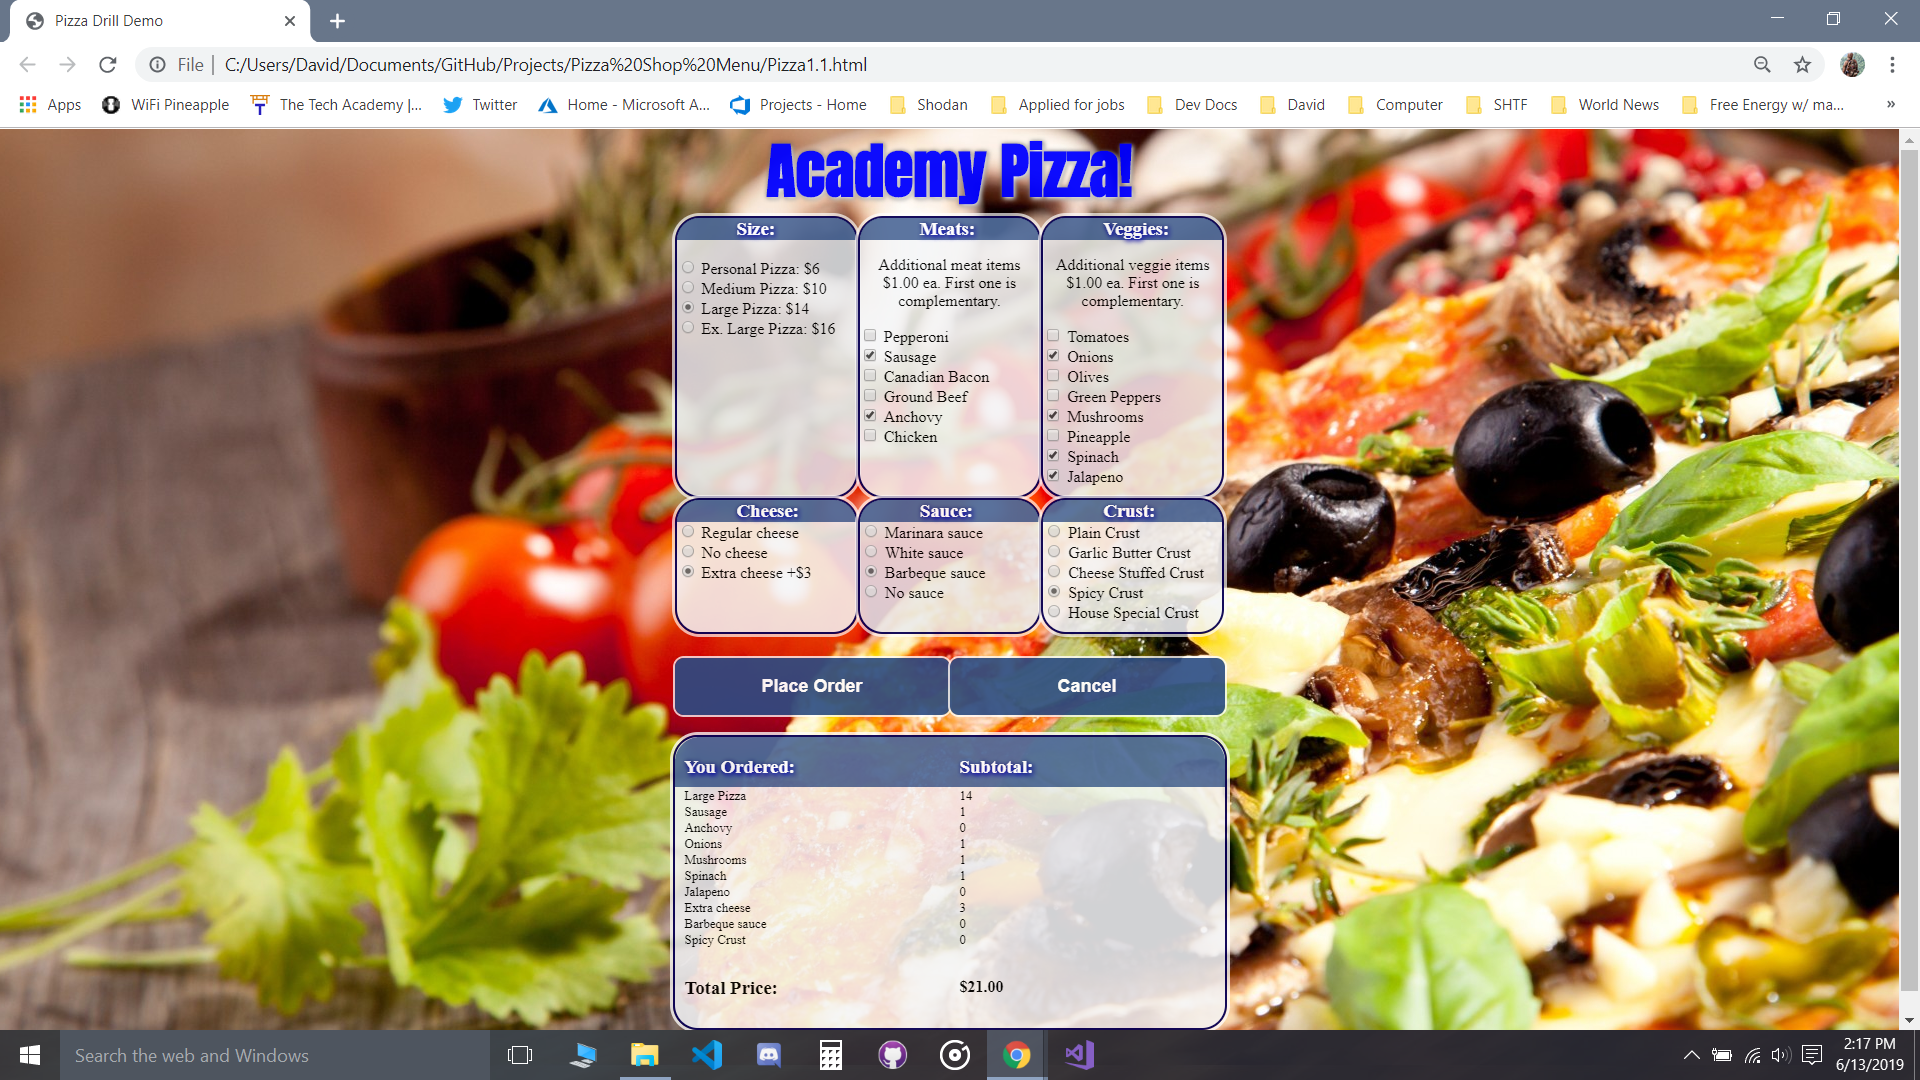 Pizza Drill Demo
File | C:/Users/David/Documents/GitHub/Projects/Pizza%20Shop%20Menu/Pizza1.1.html
Apps WiFi Pineapple The Tech Academy |... Twitter Home - Microsoft A... Projects - Home Shodan Applied for jobs Dev Docs David Computer SHTF World News Free Energy w/ ma... »
Academy Pizza!
Size:
Personal Pizza: $6
Medium Pizza: $10
Large Pizza: $14
Ex. Large Pizza: $16
Meats:
Additional meat items
$1.00 ea. First one is
complementary.
Pepperoni
Sausage
Canadian Bacon
Ground Beef
Anchovy
Chicken
Veggies:
Additional veggie items
$1.00 ea. First one is
complementary.
Tomatoes
Onions
Olives
Green Peppers
Mushrooms
Pineapple
Spinach
Jalapeno
Cheese:
Regular cheese
No cheese
Extra cheese +$3
Sauce:
Marinara sauce
White sauce
Barbeque sauce
No sauce
Crust:
Plain Crust
Garlic Butter Crust
Cheese Stuffed Crust
Spicy Crust
House Special Crust
Place Order Cancel
You Ordered: Subtotal:
Large Pizza 14
Sausage 1
Anchovy 0
Onions 1
Mushrooms 1
Spinach 1
Jalapeno 0
Extra cheese 3
Barbeque sauce 0
Spicy Crust 0
Total Price: $21.00
Search the web and Windows
2:17 PM
6/13/2019